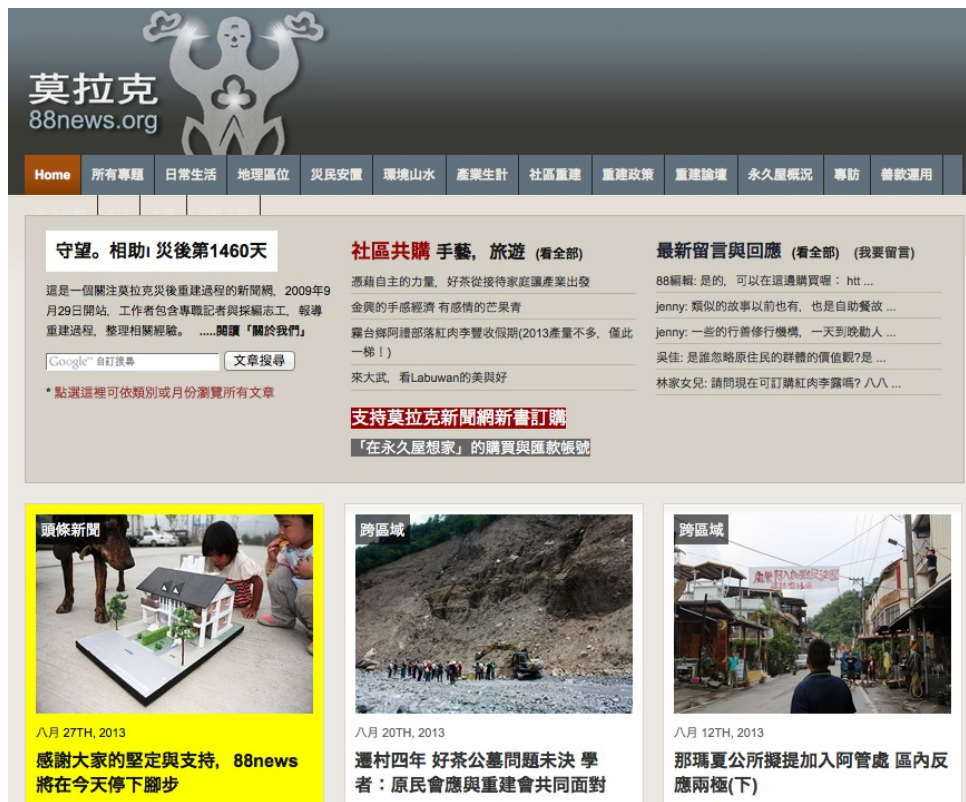 莫拉克
88news.org
Home 所有專題 日常生活 地理區位 災民安置 環境山水 產業生計 社區重建 重建政策 重建論壇 永久屋概況 專訪 善款運用
守望。相助! 災後第1460天
這是一個關注莫拉克災後重建過程的新聞網，2009年9
月29日開站，工作者包含專職記者與採編志工，報導
重建過程，整理相關經驗。 .....閱讀「關於我們」
Google™ 自訂搜尋 文章搜尋
* 點選這裡可依類別或月份瀏覽所有文章
社區共購 手藝，旅遊 (看全部)
憑藉自主的力量，好茶從接待家庭讓產業出發
金興的手感經濟 有感情的芒果青
霧台鄉阿禮部落紅肉李豐收假期(2013產量不多，僅此
一梯！)
來大武，看Labuwan的美與好
支持莫拉克新聞網新書訂購
「在永久屋想家」的購買與匯款帳號
最新留言與回應 (看全部) (我要留言)
88編輯: 是的，可以在這邊購買喔： htt ...
jenny: 類似的故事以前也有，也是自助餐故 ...
jenny: 一些的行善修行機構，一天到晚勸人 ...
吳佳: 是誰忽略原住民的群體的價值觀?是 ...
林家女兒: 請問現在可訂購紅肉李露嗎? 八八 ...
頭條新聞
八月 27TH, 2013
感謝大家的堅定與支持，88news
將在今天停下腳步
跨區域
八月 20TH, 2013
遷村四年 好茶公墓問題未決 學
者：原民會應與重建會共同面對
跨區域
八月 12TH, 2013
那瑪夏公所擬提加入阿管處 區內反
應兩極(下)